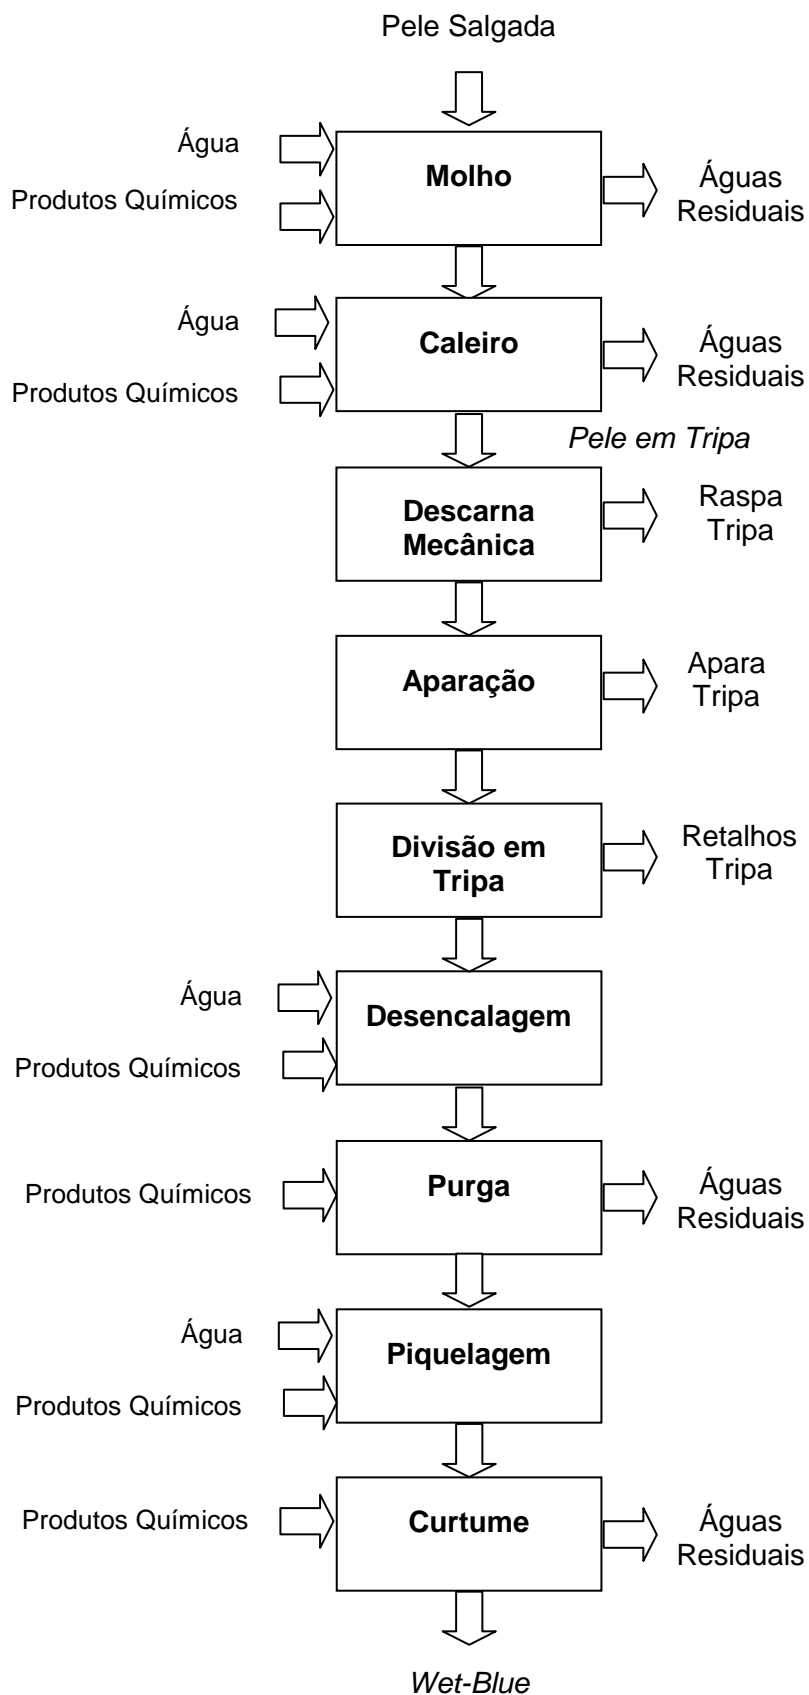 Pele Salgada
Água
Produtos Químicos
Molho
Águas
Residuais
Água
Produtos Químicos
Caleiro
Águas
Residuais
Pele em Tripa
Descarna
Mecânica
Raspa
Tripa
Aparação
Apara
Tripa
Divisão em
Tripa
Retalhos
Tripa
Água
Produtos Químicos
Desencalagem
Produtos Químicos
Purga
Águas
Residuais
Água
Produtos Químicos
Piquelagem
Produtos Químicos
Curtume
Águas
Residuais
Wet-Blue